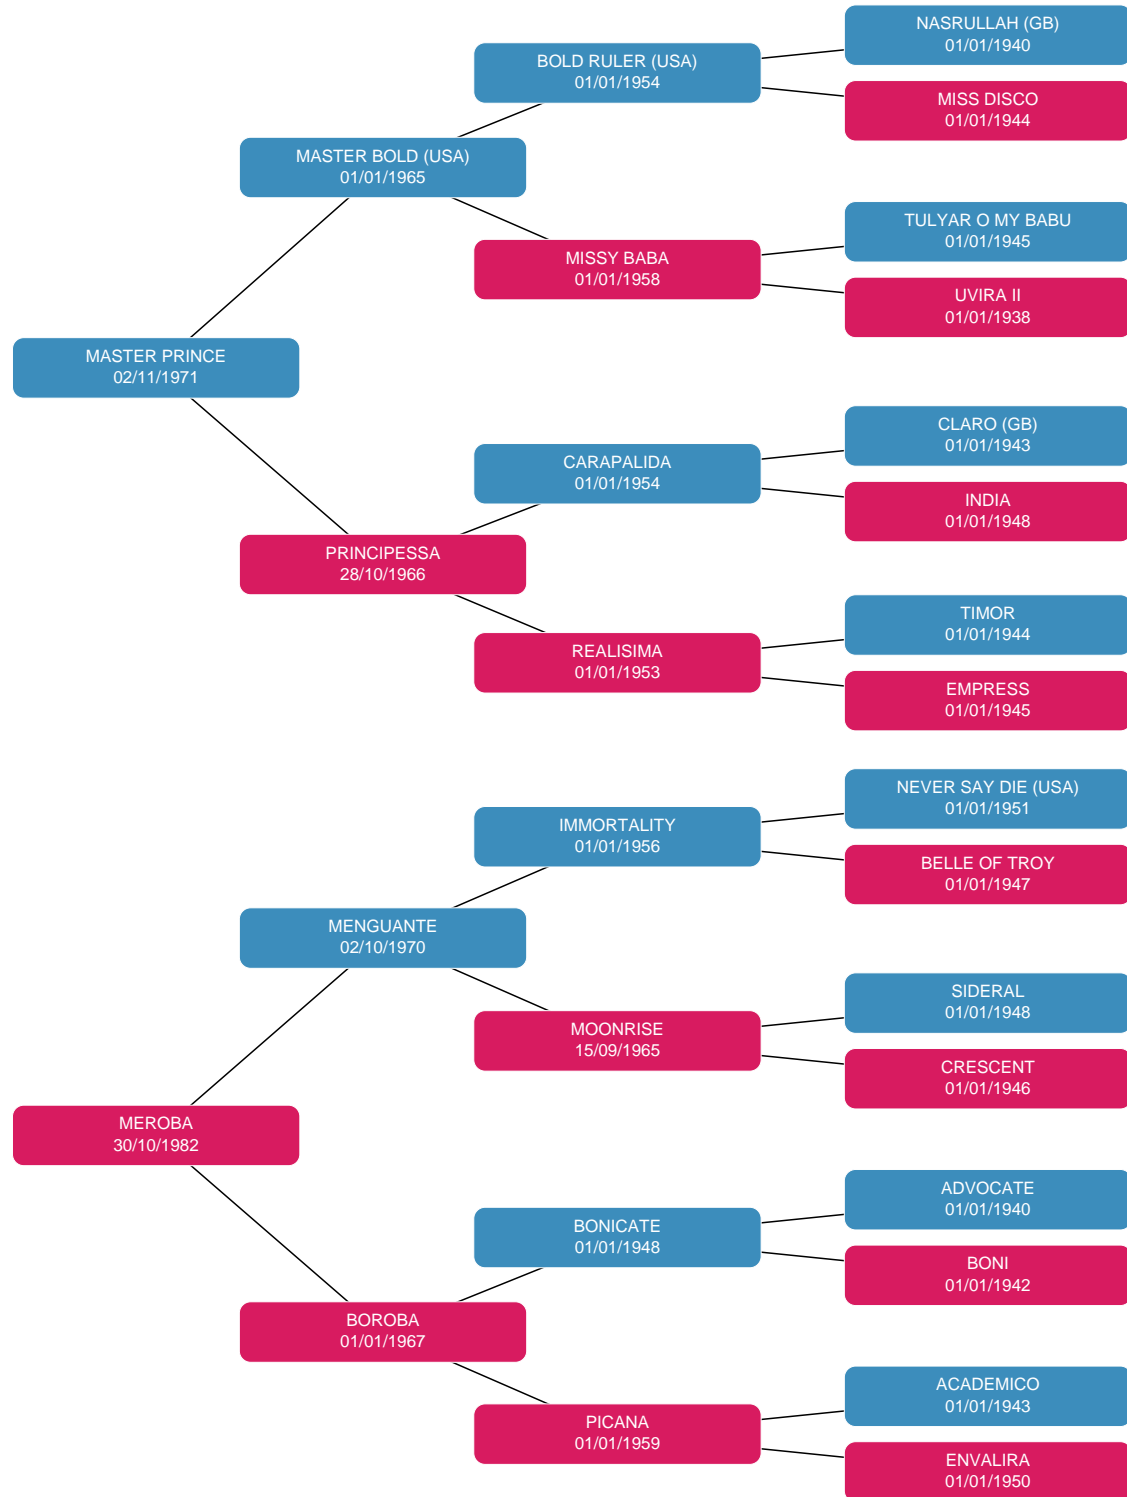 NASRULLAH (GB)
01/01/1940
BOLD RULER (USA)
01/01/1954
MISS DISCO
01/01/1944
MASTER BOLD (USA)
01/01/1965
TULYAR O MY BABU
01/01/1945
MISSY BABA
01/01/1958
UVIRA II
01/01/1938
MASTER PRINCE
02/11/1971
CLARO (GB)
01/01/1943
CARAPALIDA
01/01/1954
INDIA
01/01/1948
PRINCIPESSA
28/10/1966
TIMOR
01/01/1944
REALISIMA
01/01/1953
EMPRESS
01/01/1945
NEVER SAY DIE (USA)
01/01/1951
IMMORTALITY
01/01/1956
BELLE OF TROY
01/01/1947
MENGUANTE
02/10/1970
SIDERAL
01/01/1948
MOONRISE
15/09/1965
CRESCENT
01/01/1946
MEROBA
30/10/1982
ADVOCATE
01/01/1940
BONICATE
01/01/1948
BONI
01/01/1942
BOROBA
01/01/1967
ACADEMICO
01/01/1943
PICANA
01/01/1959
ENVALIRA
01/01/1950